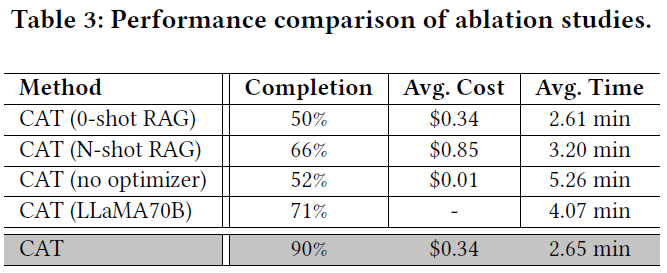 Table 3: Performance comparison of ablation studies.
Method Completion Avg. Cost Avg. Time
CAT (0-shot RAG) 50% $0.34 2.61 min
CAT (N-shot RAG) 66% $0.85 3.20 min
CAT (no optimizer) 52% $0.01 5.26 min
CAT (LLaMA70B) 71% - 4.07 min
CAT 90% $0.34 2.65 min